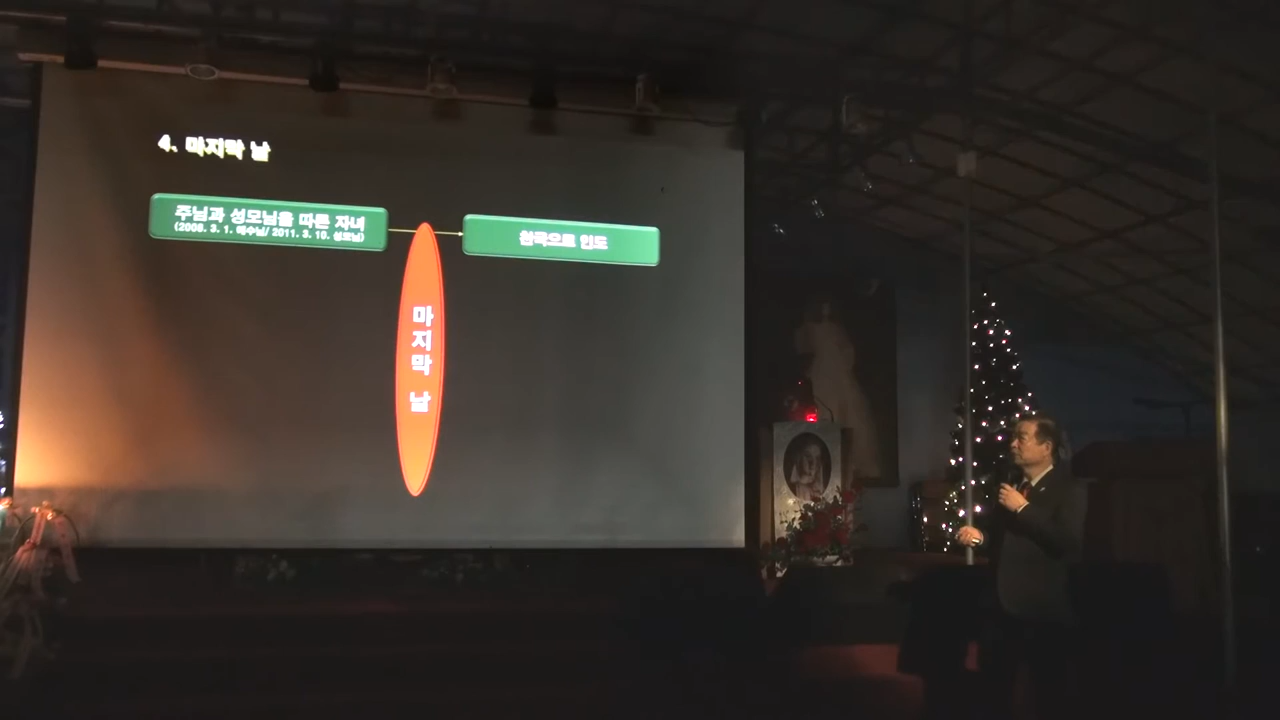 4. 마지막 날
주님과 성모님을 따른 자녀
(2008. 3. 1. 예수님/ 2011. 3. 10. 성모님)
천국으로 인도
마
지
막
날